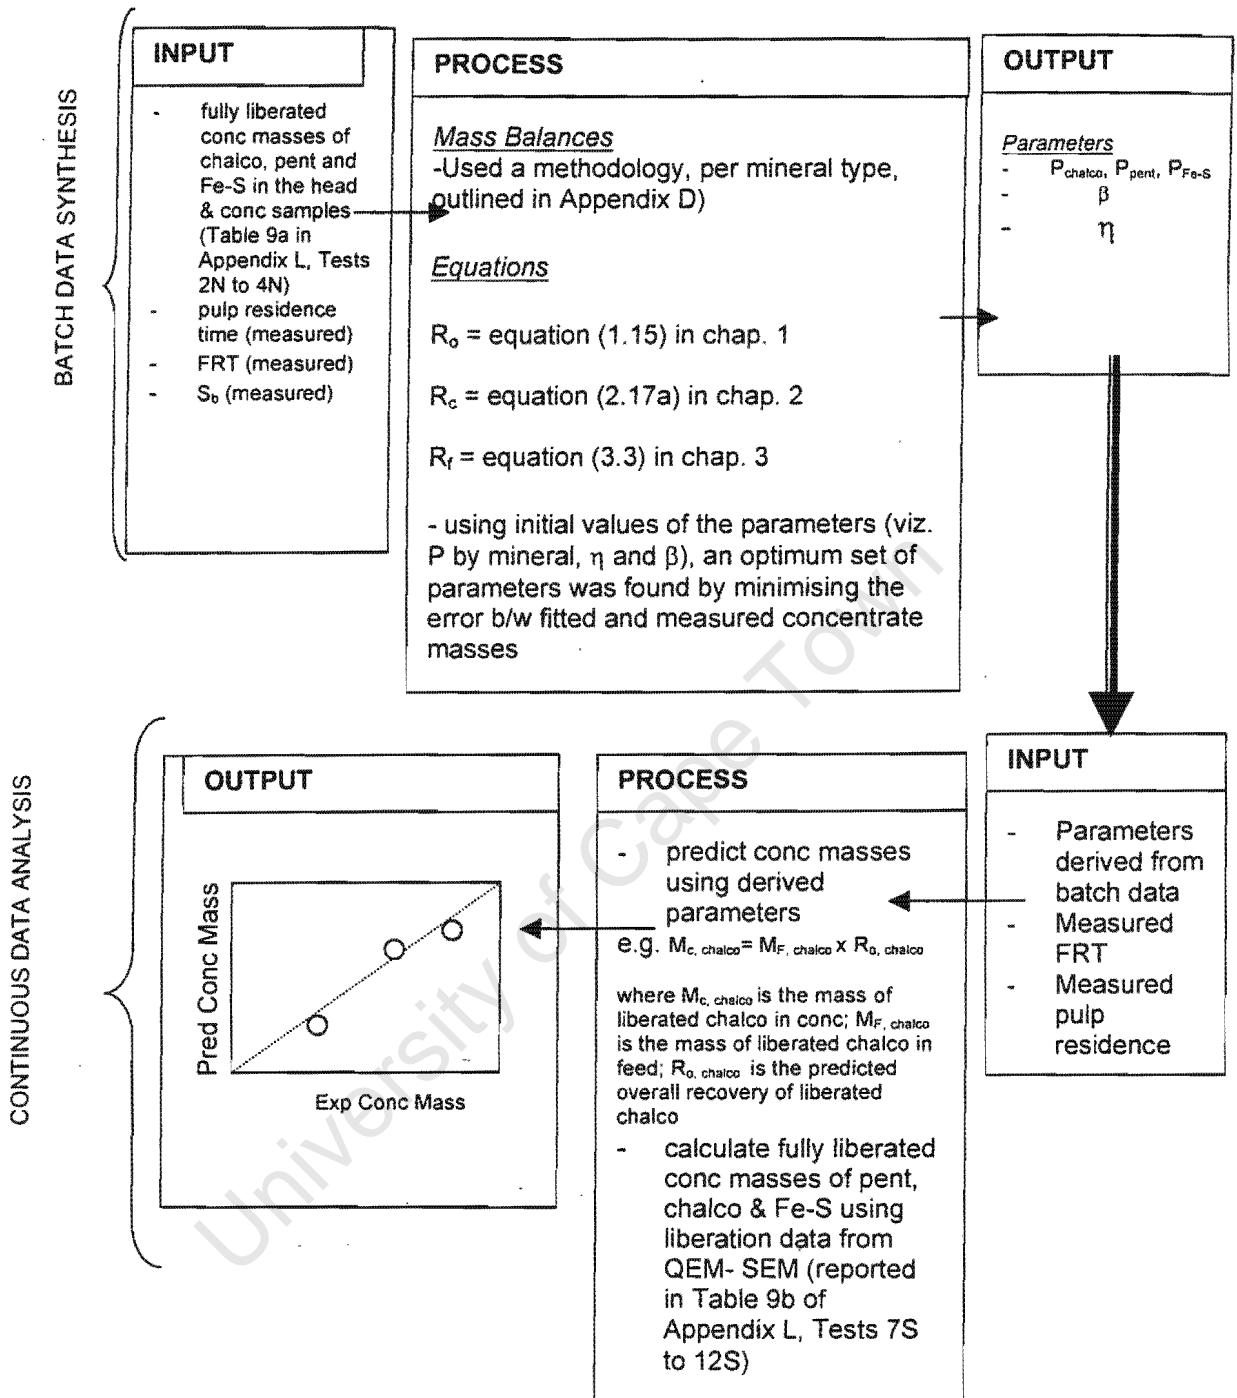 BATCH DATA SYNTHESIS
INPUT
- fully liberated
conc masses of
chalco, pent and
Fe-S in the head
& conc samples
(Table 9a in
Appendix L, Tests
2N to 4N)
- pulp residence
time (measured)
- FRT (measured)
- S_b (measured)
PROCESS
Mass Balances
-Used a methodology, per mineral type,
outlined in Appendix D)
Equations
R_o = equation (1.15) in chap. 1
R_c = equation (2.17a) in chap. 2
R_f = equation (3.3) in chap. 3
- using initial values of the parameters (viz.
P by mineral, η and β), an optimum set of
parameters was found by minimising the
error b/w fitted and measured concentrate
masses
OUTPUT
Parameters
- P_chalco, P_pent, P_Fe-S
- β
- η
CONTINUOUS DATA ANALYSIS
INPUT
- Parameters
derived from
batch data
- Measured
FRT
- Measured
pulp
residence
PROCESS
- predict conc masses
using derived
parameters
e.g. M_c, chalco = M_F, chalco x R_o, chalco
where M_c, chalco is the mass of
liberated chalco in conc; M_F, chalco
is the mass of liberated chalco in
feed; R_o, chalco is the predicted
overall recovery of liberated
chalco
- calculate fully liberated
conc masses of pent,
chalco & Fe-S using
liberation data from
QEM- SEM (reported
in Table 9b of
Appendix L, Tests 7S
to 12S)
OUTPUT
Pred Conc Mass
Exp Conc Mass
University of Cape Town